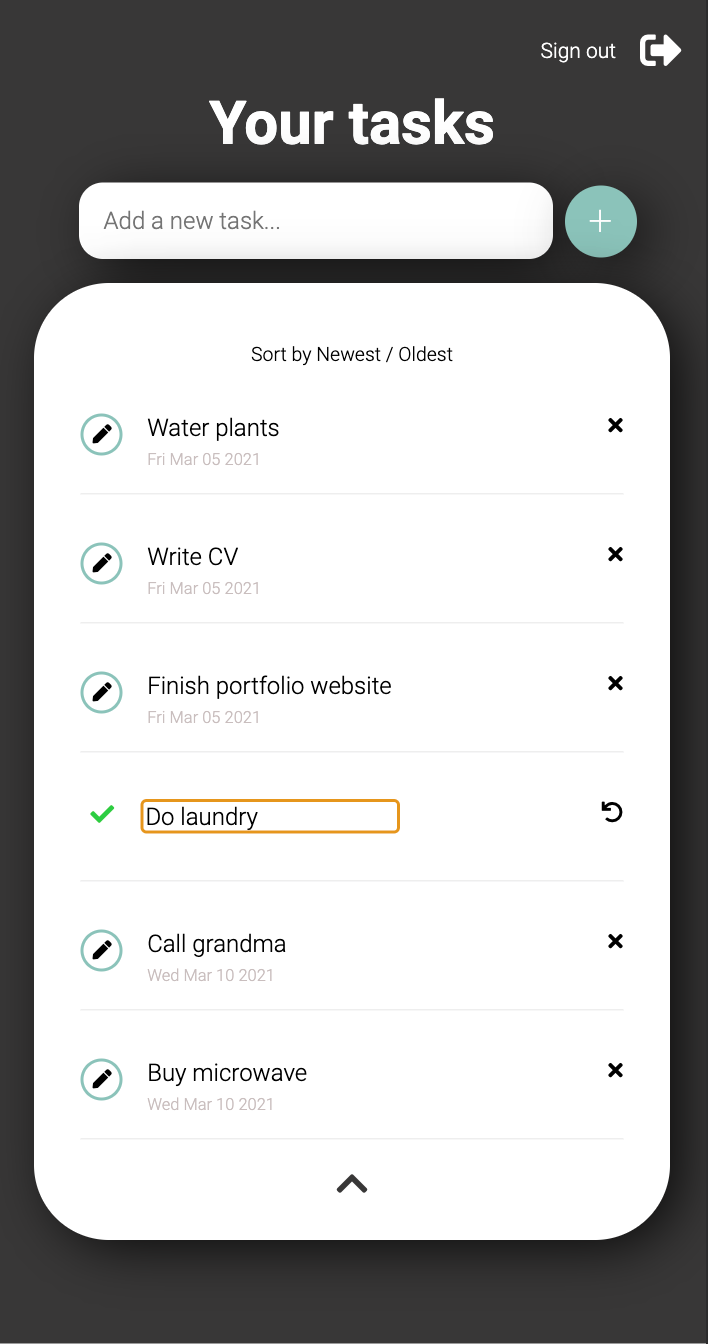 Sign out
Your tasks
Add a new task...
Sort by Newest / Oldest
Water plants
Fri Mar 05 2021
Write CV
Fri Mar 05 2021
Finish portfolio website
Fri Mar 05 2021
Do laundry
Call grandma
Wed Mar 10 2021
Buy microwave
Wed Mar 10 2021